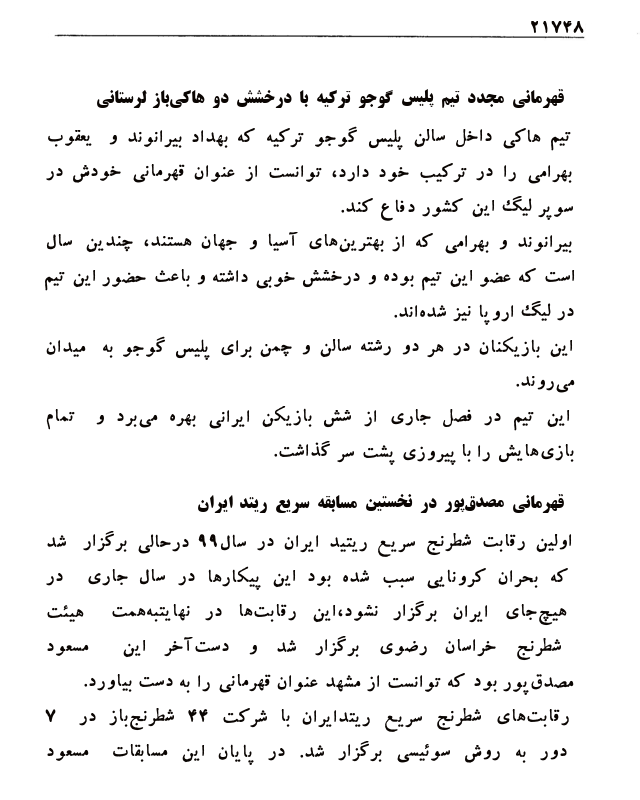 ۲۱۷۴۸
قهرمانی مجدد تیم پلیس گوجو ترکیه با درخشش دو هاکی‌باز لرستانی
تیم هاکی داخل سالن پلیس گوجو ترکیه که بهداد بیرانوند و یعقوب
بهرامی را در ترکیب خود دارد، توانست از عنوان قهرمانی خودش در
سوپر لیگ این کشور دفاع کند.
بیرانوند و بهرامی که از بهترین‌های آسیا و جهان هستند، چندین سال
است که عضو این تیم بوده و درخشش خوبی داشته و باعث حضور این تیم
در لیگ اروپا نیز شده‌اند.
این بازیکنان در هر دو رشته سالن و چمن برای پلیس گوجو به میدان
می‌روند.
این تیم در فصل جاری از شش بازیکن ایرانی بهره می‌برد و تمام
بازی‌هایش را با پیروزی پشت سر گذاشت.
قهرمانی مصدق‌پور در نخستین مسابقه سریع ریتد ایران
اولین رقابت شطرنج سریع ریتید ایران در سال۹۹ درحالی برگزار شد
که بحران کرونایی سبب شده بود این پیکارها در سال جاری در
هیچ‌جای ایران برگزار نشود،این رقابت‌ها در نهایتبه‌همت هیئت
شطرنج خراسان رضوی برگزار شد و دست‌آخر این مسعود
مصدق‌پور بود که توانست از مشهد عنوان قهرمانی را به دست بیاورد.
رقابت‌های شطرنج سریع ریتدایران با شرکت ۴۴ شطرنج‌باز در ۷
دور به روش سوئیسی برگزار شد. در پایان این مسابقات مسعود